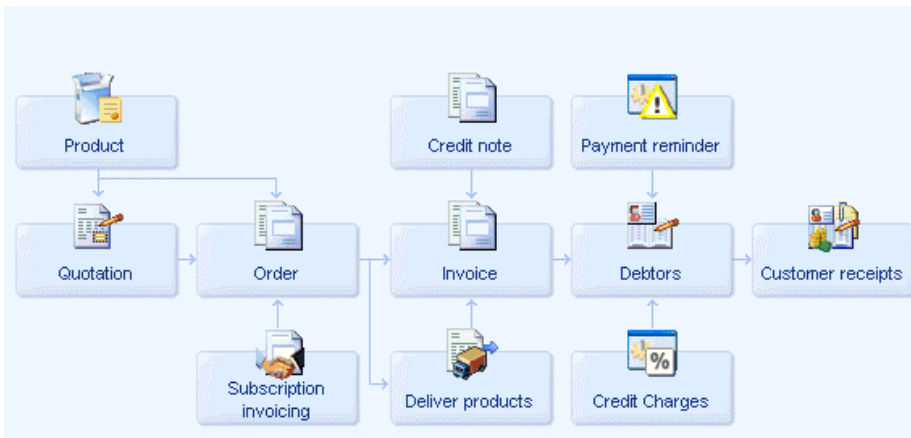 Product
Credit note
Payment reminder
Quotation
Order
Invoice
Debtors
Customer receipts
Subscription
invoicing
Deliver products
%
Credit Charges